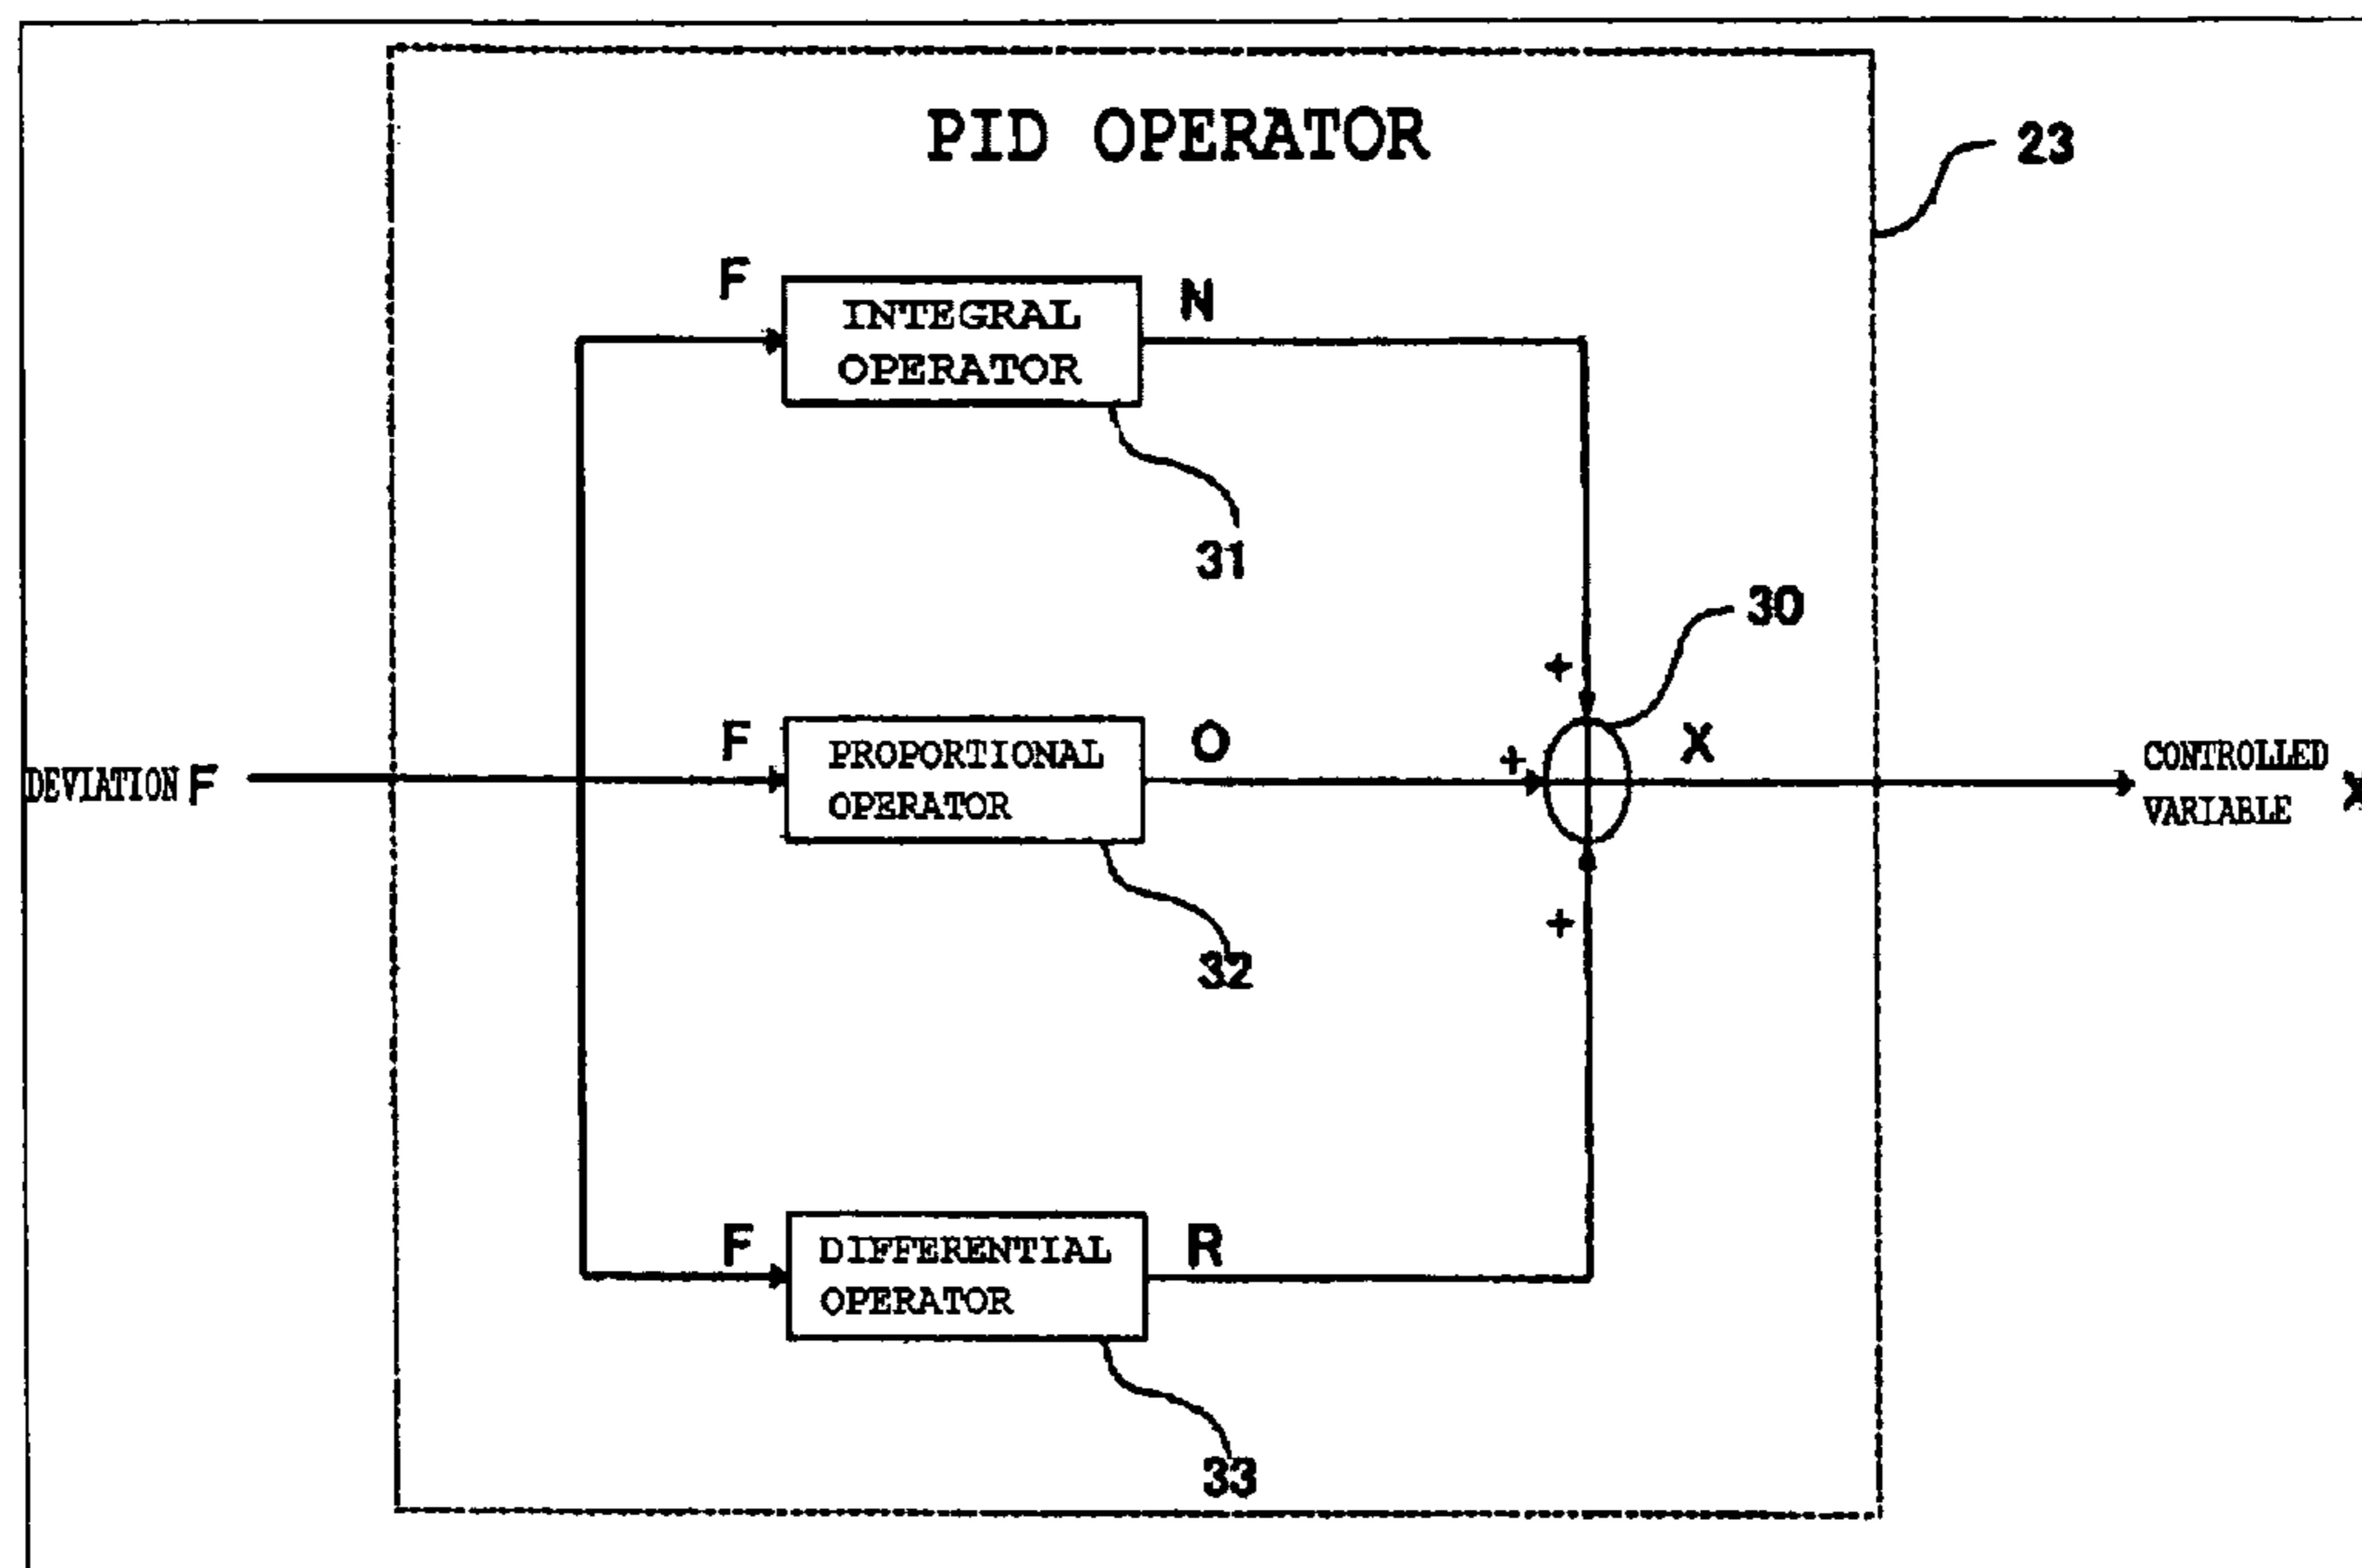 PID OPERATOR
23
F
INTEGRAL
OPERATOR
N
31
30
+
DEVIATION F
F
PROPORTIONAL
OPERATOR
O
+
X
CONTROLLED
VARIABLE X
32
+
F
DIFFERENTIAL
OPERATOR
R
33